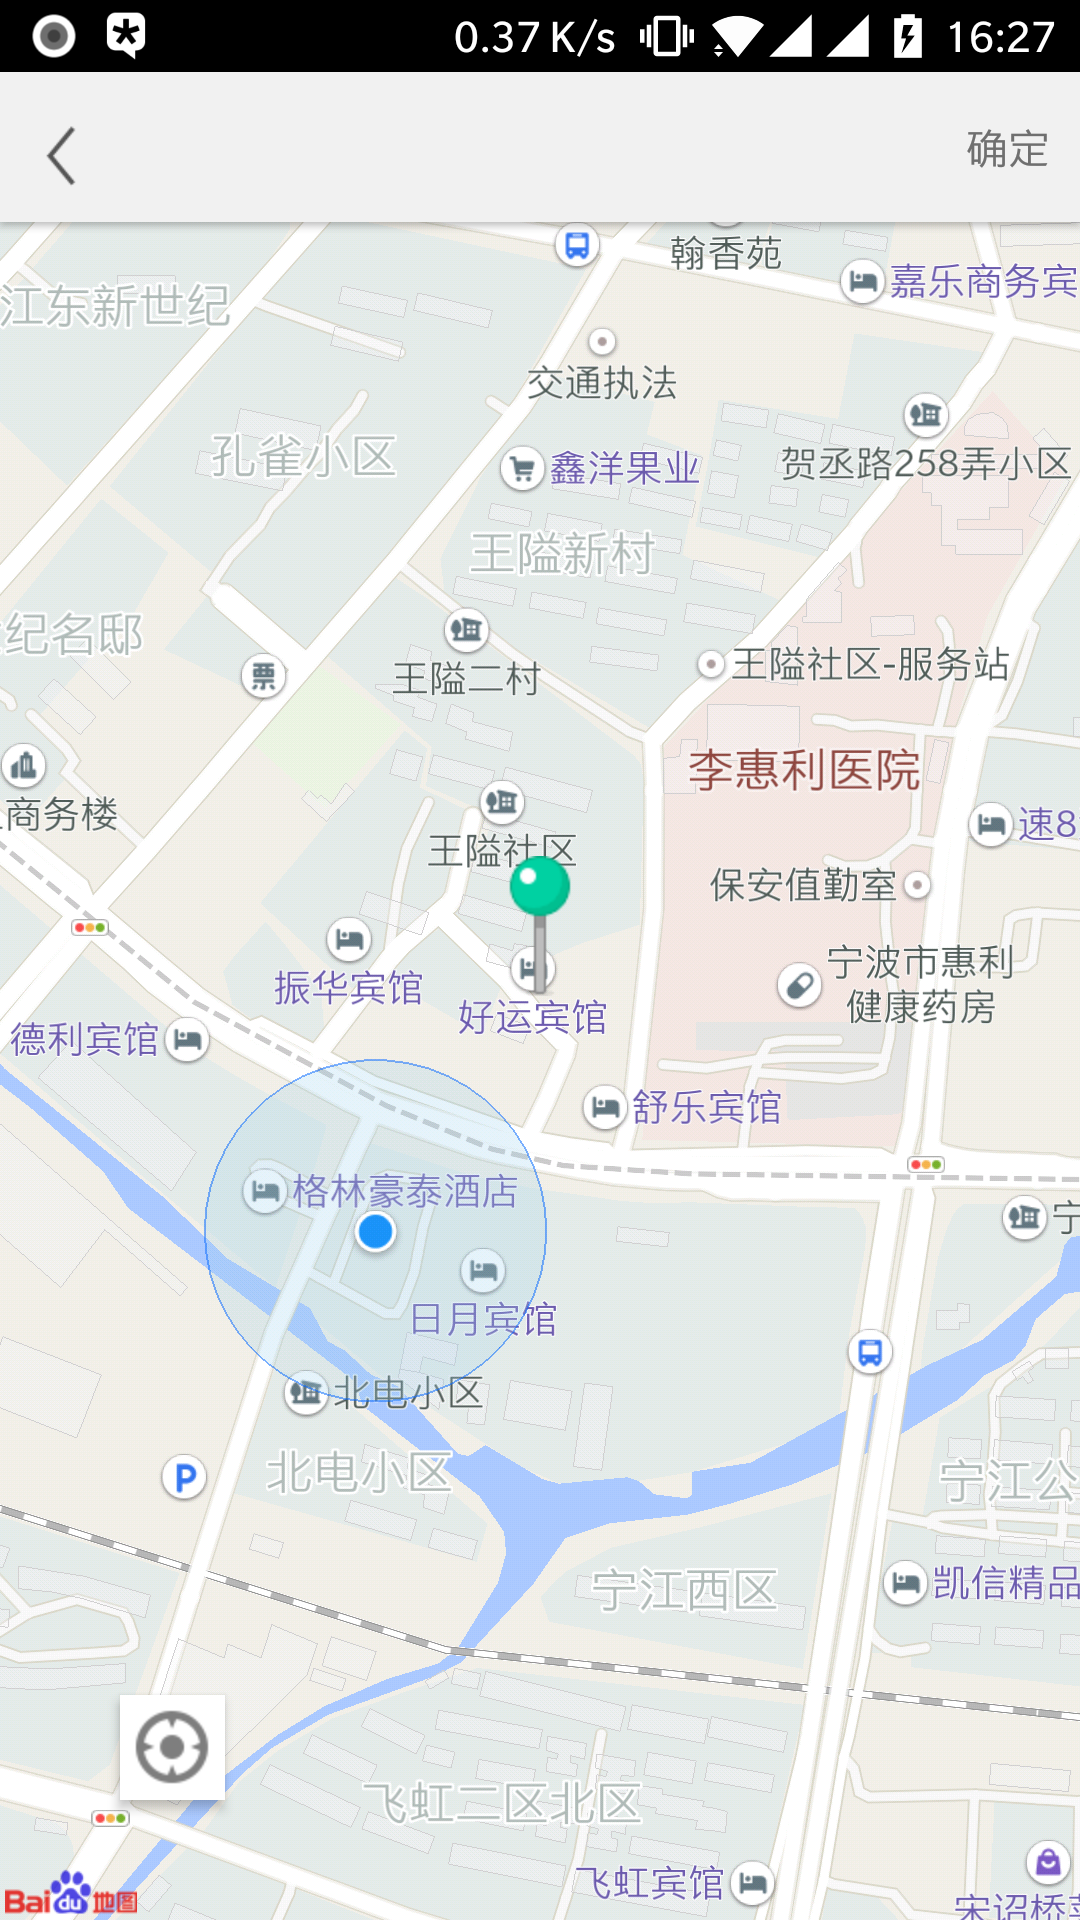 0.37 K/s 16:27
确定
翰香苑
嘉乐商务宾
江东新世纪
交通执法
孔雀小区
鑫洋果业
贺丞路258弄小区
王隘新村
纪名邸
票
王隘二村
王隘社区-服务站
李惠利医院
商务楼
速8
王隘社区
保安值勤室
振华宾馆
好运宾馆
宁波市惠利
健康药房
德利宾馆
舒乐宾馆
格林豪泰酒店
宁
日月宾馆
北电小区
北电小区
P
宁江公
宁江西区
凯信精品
飞虹二区北区
飞虹宾馆
Bai du 地图
宋诏桥